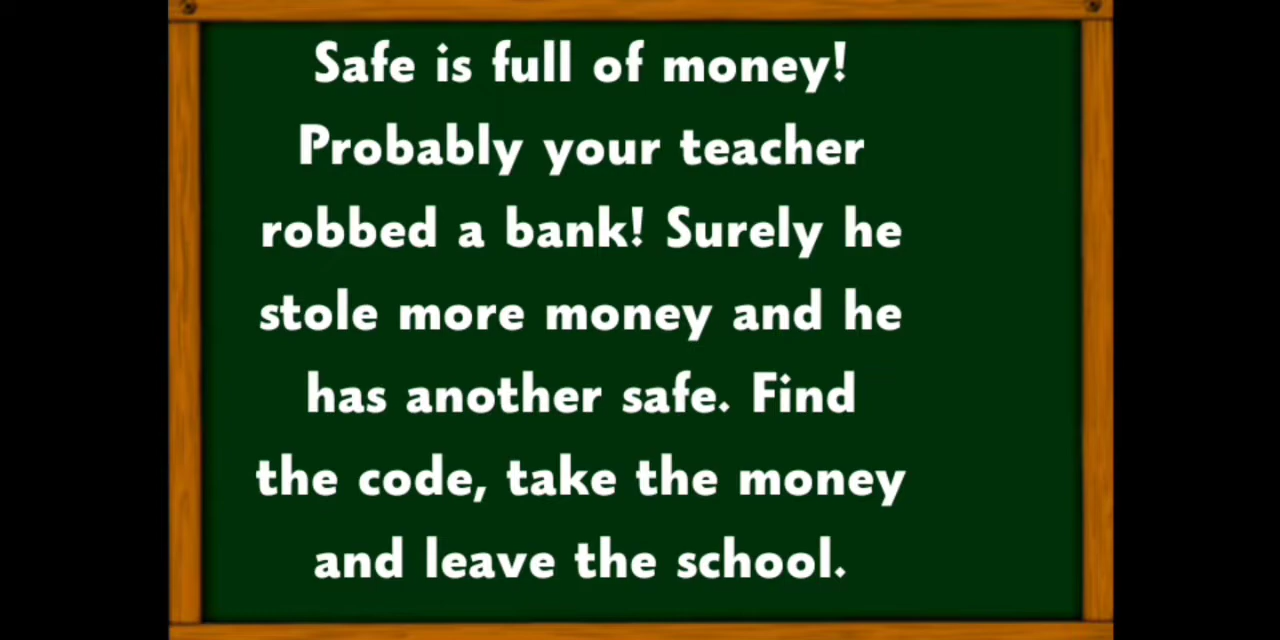 Safe is full of money!
Probably your teacher
robbed a bank! Surely he
stole more money and he
has another safe. Find
the code, take the money
and leave the school.